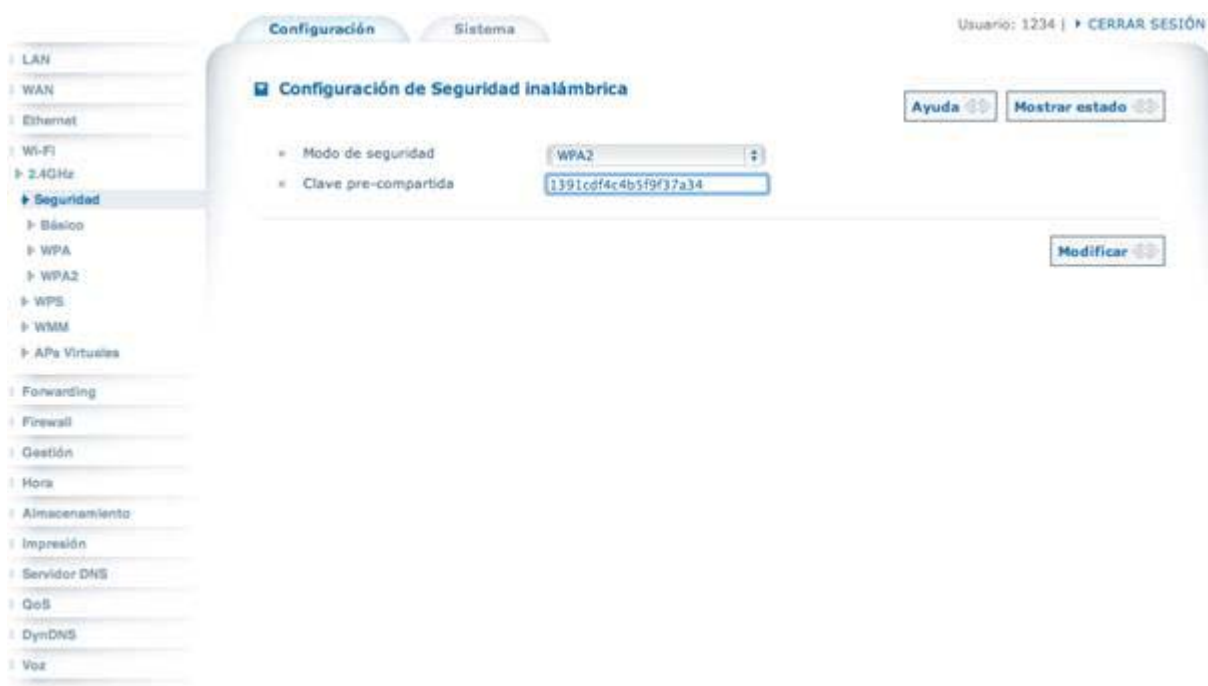 Configuración
Sistema
Usuario: 1234 | CERRAR SESIÓN
LAN
WAN
Ethernet
Wi-Fi
2.4GHz
Seguridad
Básico
WPA
WPA2
WPS
WMM
APs Virtuales
Forwarding
Firewall
Gestión
Hora
Almacenamiento
Impresión
Servidor DNS
QoS
DynDNS
Voz
Configuración de Seguridad inalámbrica
Ayuda
Mostrar estado
Modo de seguridad
WPA2
Clave pre-compartida
1391cdf4c4b5f9f37a34
Modificar